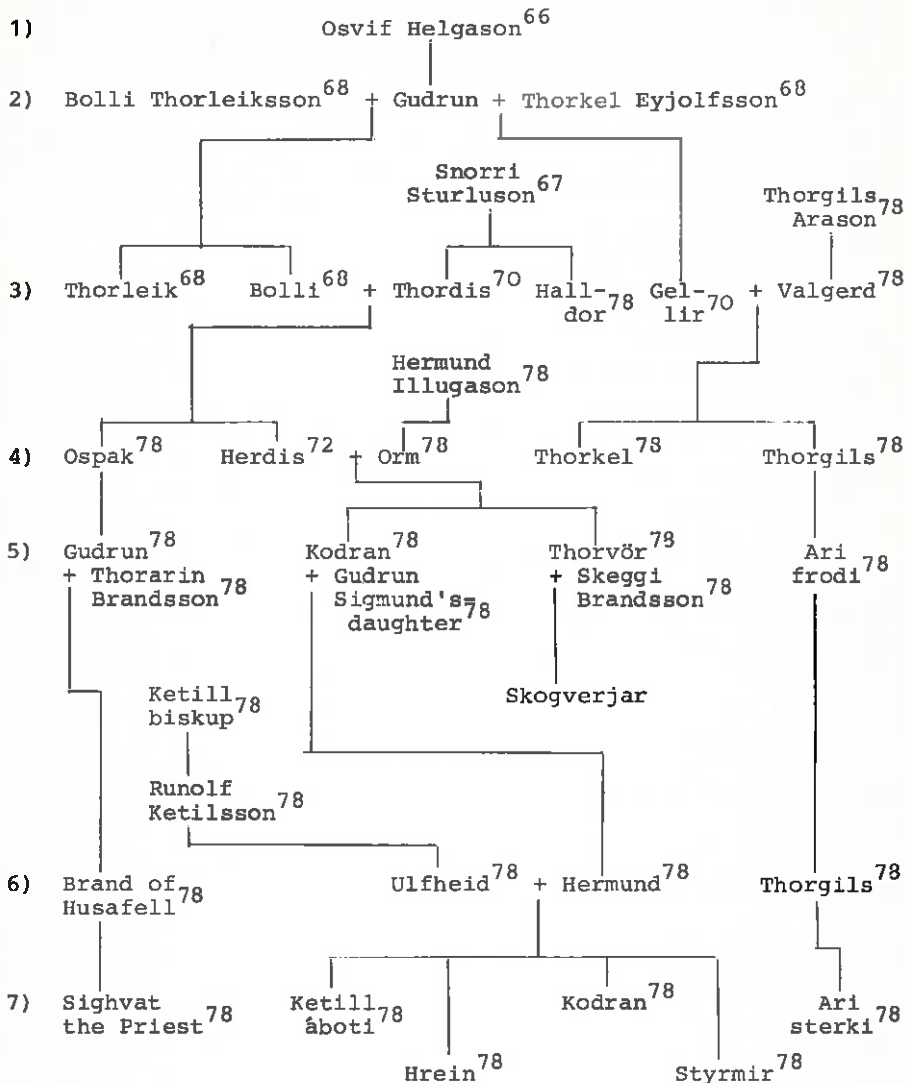 1) Osvif Helgason66
2) Bolli Thorleiksson68 + Gudrun + Thorkel Eyjolfsson68
Snorri
Sturluson67
Thorgils
Arason78
3) Thorleik68 Bolli68 + Thordis70 Hall-
dor78 Gel-
lir70 + Valgerd78
Hermund
Illugason78
4) Ospak78 Herdis72 + Orm78 Thorkel78 Thorgils78
5) Gudrun78 Kodran78 Thorvör78 Ari
+ Thorarin + Gudrun + Skeggi frodi78
Brandsson78 Sigmund's= Brandsson78
daughter78
Ketill Skogverjar
biskup78
Runolf
Ketilsson78
6) Brand of Ulfheid78 + Hermund78 Thorgils78
Husafell78
7) Sighvat Ketill Kodran78 Ari
the Priest78 áboti78 sterki78
Hrein78 Styrmir78